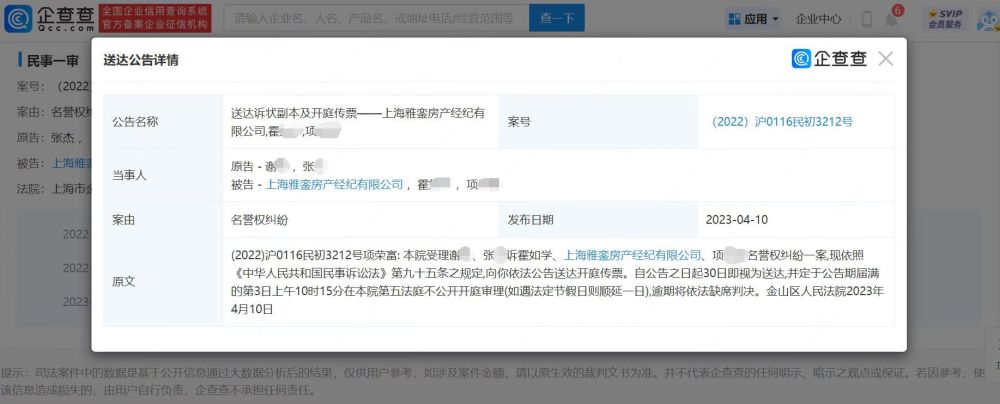 企查查
Qcc.com
全国企业信用查询系统
官方备案企业征信机构
请输入企业名、人名、产品名，或地址电话/经营范围等
查一下
应用
企业中心
6
SVIP
会员服务
民事一审
案号：（2022）
案由：名誉权纠
原告：张杰，
被告：上海雅銮
法院：上海市金
2022-
2022-
2023-
2023-
送达公告详情
企查查
公告名称
送达诉状副本及开庭传票——上海雅銮房产经纪有
限公司,霍 ,项
案号
（2022）沪0116民初3212号
当事人
原告 - 谢 ，张
被告 - 上海雅銮房产经纪有限公司 ，霍 ，项
案由
名誉权纠纷
发布日期
2023-04-10
原文
(2022)沪0116民初3212号项荣富: 本院受理谢 、张 诉霍如学、上海雅銮房产经纪有限公司、项 名誉权纠纷一案,现依照
《中华人民共和国民事诉讼法》第九十五条之规定,向你依法公告送达开庭传票。自公告之日起30日即视为送达,并定于公告期届满
的第3日上午10时15分在本院第五法庭不公开开庭审理(如遇法定节假日则顺延一日),逾期将依法缺席判决。金山区人民法院2023年
4月10日
提示：司法案件中的数据是基于公开信息通过大数据分析后的结果，仅供用户参考，如涉及案件金额，请以原生效的裁判文书为准。并不代表企查查的任何明示、暗示之观点或保证。若因参考、使
该信息造成损失的，由用户自行负责，企查查不承担任何责任。